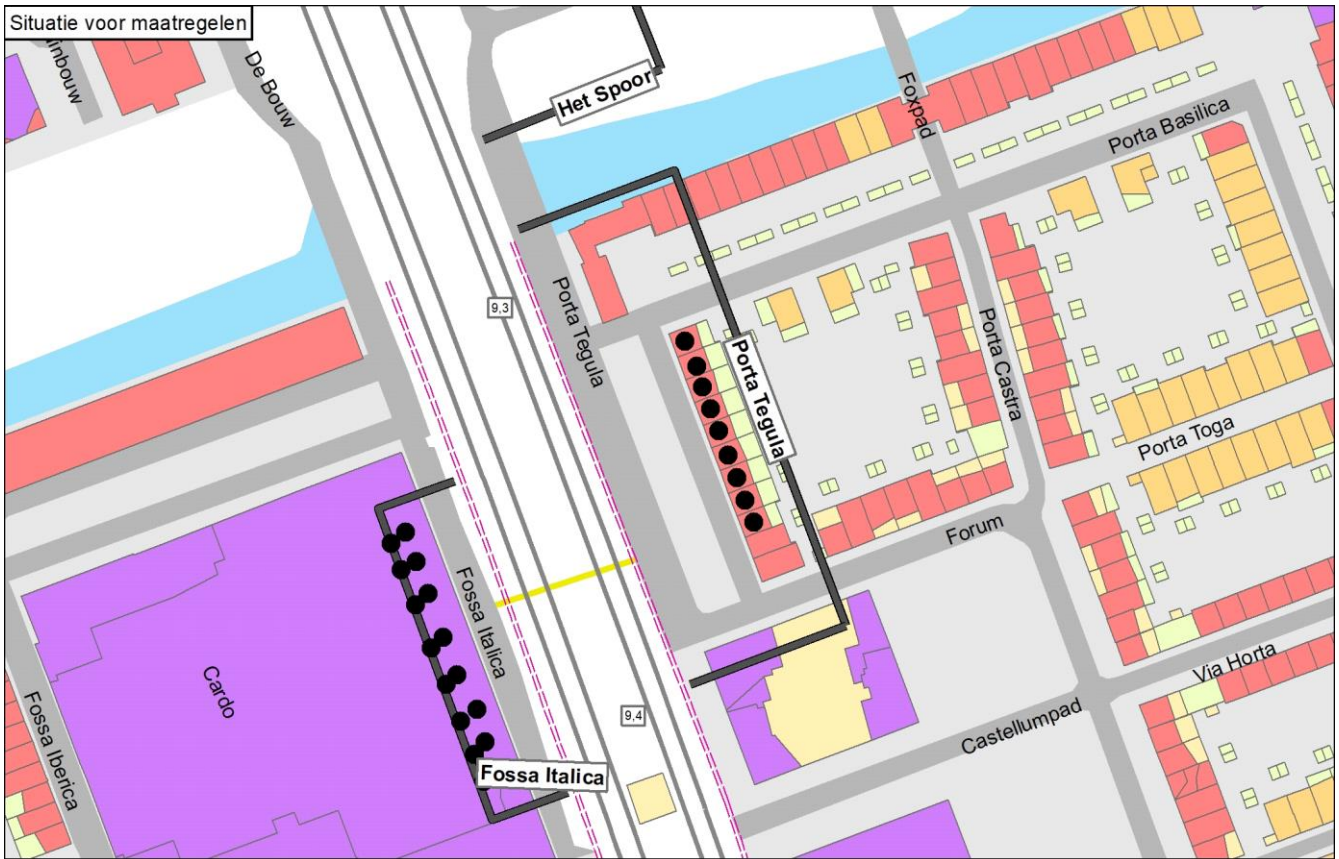 Situatie voor maatregelen
De Bouw
Het Spoor
Foxpad
Porta Basilica
9,3
Porta Tegula
Porta Tegula
Porta Castra
Porta Toga
Forum
Fossa Italica
Cardo
Fossa Iberica
Via Horta
9,4
Castellumpad
Fossa Italica